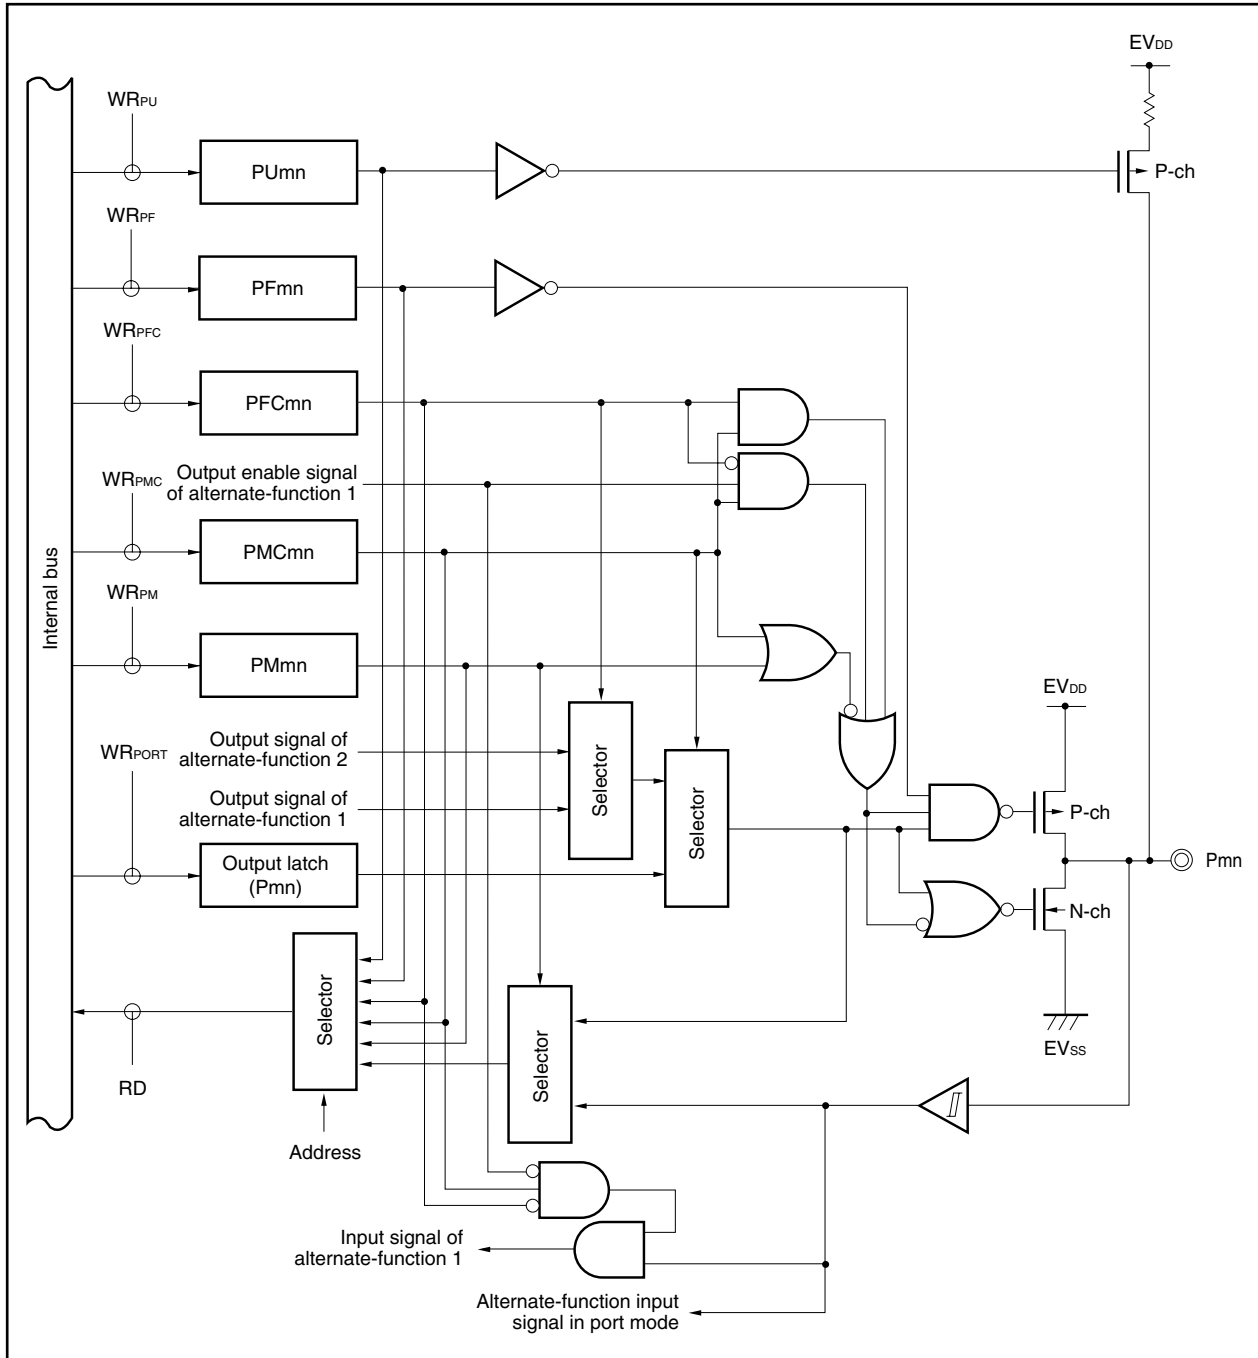 EVDD
WRPU
PUmn
P-ch
WRPF
PFmn
WRPFC
PFCmn
WRPMC
Output enable signal
of alternate-function 1
PMCmn
Internal bus
WRPM
PMmn
EVDD
WRPORT
Output signal of
alternate-function 2
Selector
Output signal of
alternate-function 1
Selector
P-ch
Output latch
(Pmn)
Pmn
N-ch
Selector
Selector
EVSS
RD
Address
Input signal of
alternate-function 1
Alternate-function input
signal in port mode